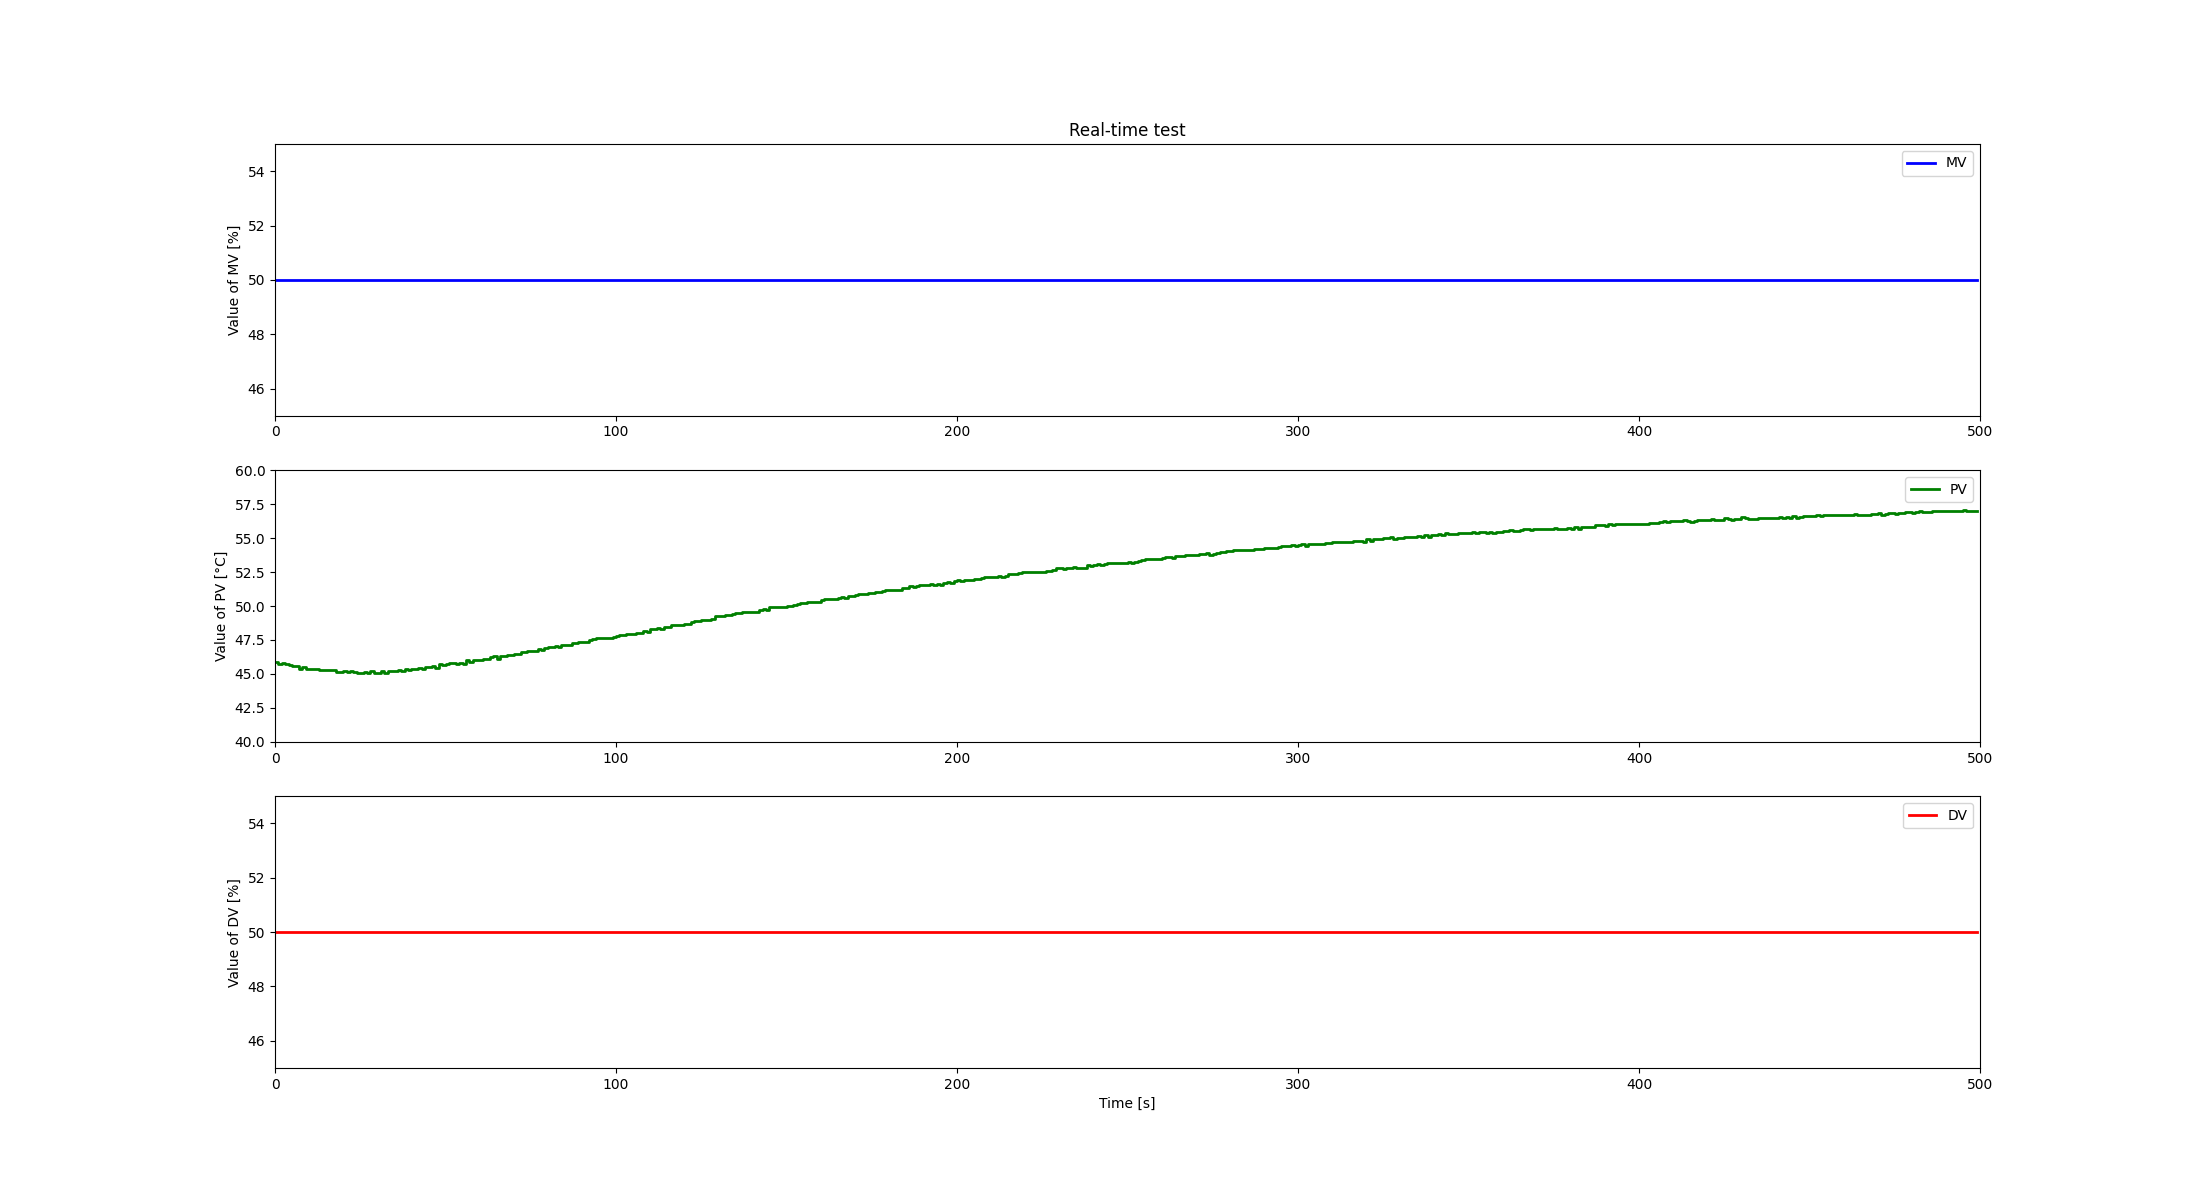 Real-time test
MV
Value of MV [%]
54
52
50
48
46
0 100 200 300 400 500
PV
Value of PV [°C]
60.0
57.5
55.0
52.5
50.0
47.5
45.0
42.5
40.0
0 100 200 300 400 500
DV
Value of DV [%]
54
52
50
48
46
0 100 200 300 400 500
Time [s]